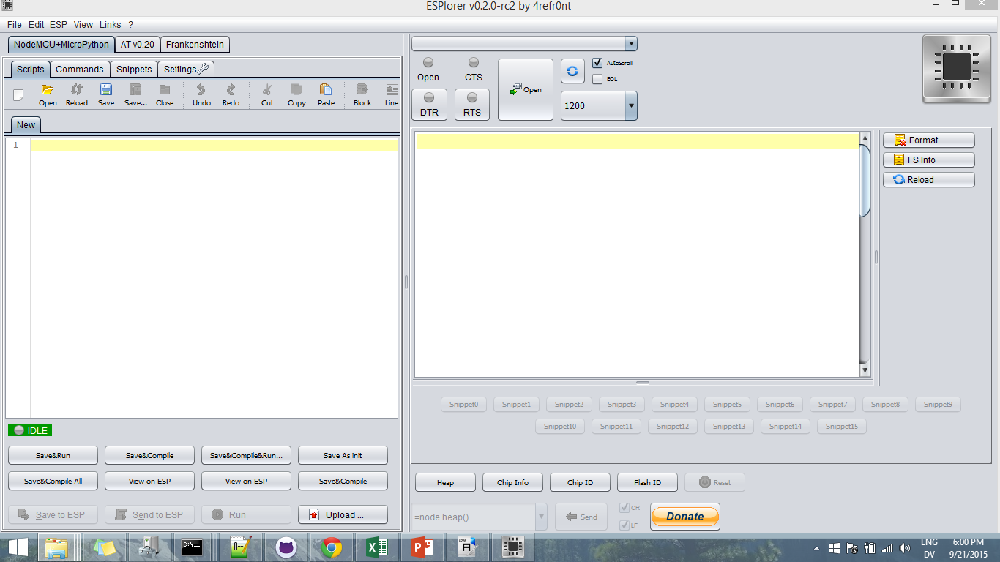 ESPlorer v0.2.0-rc2 by 4refr0nt
File Edit ESP View Links ?
NodeMCU+MicroPython AT v0.20 Frankenshtein
Scripts Commands Snippets Settings
Open Reload Save Save... Close Undo Redo Cut Copy Paste Block Line
New
1
IDLE
Save&Run Save&Compile Save&Compile&Run... Save As init
Save&Compile All View on ESP View on ESP Save&Compile
Save to ESP Send to ESP Run Upload ...
Open CTS
DTR RTS
Open
AutoScroll
EOL
1200
Format
FS Info
Reload
Snippet0 Snippet1 Snippet2 Snippet3 Snippet4 Snippet5 Snippet6 Snippet7 Snippet8 Snippet9
Snippet10 Snippet11 Snippet12 Snippet13 Snippet14 Snippet15
Heap Chip Info Chip ID Flash ID Reset
=node.heap() Send
CR
LF
Donate
ENG 6:00 PM
DV 9/21/2015